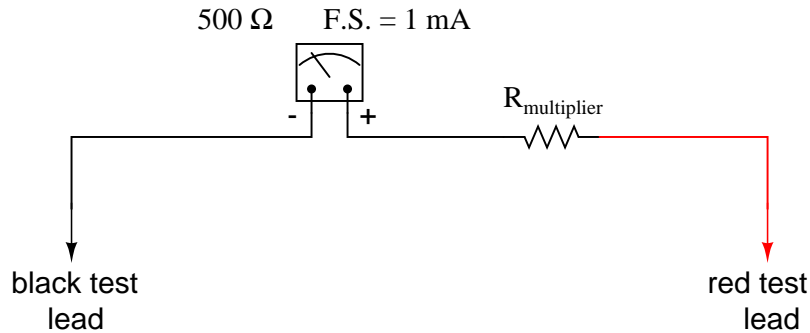 500 Ω F.S. = 1 mA
R multiplier
- +
black test
lead
red test
lead